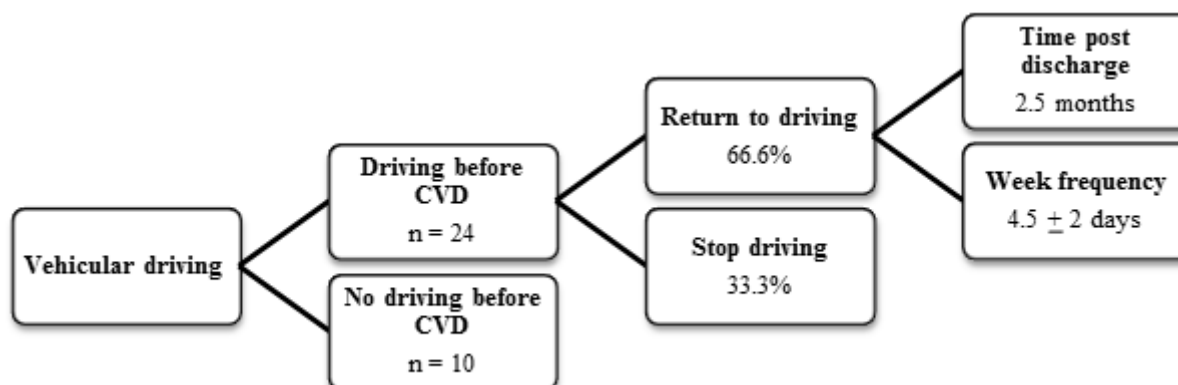 Vehicular driving
Driving before
CVD
n = 24
No driving before
CVD
n = 10
Return to driving
66.6%
Stop driving
33.3%
Time post
discharge
2.5 months
Week frequency
4.5 ± 2 days